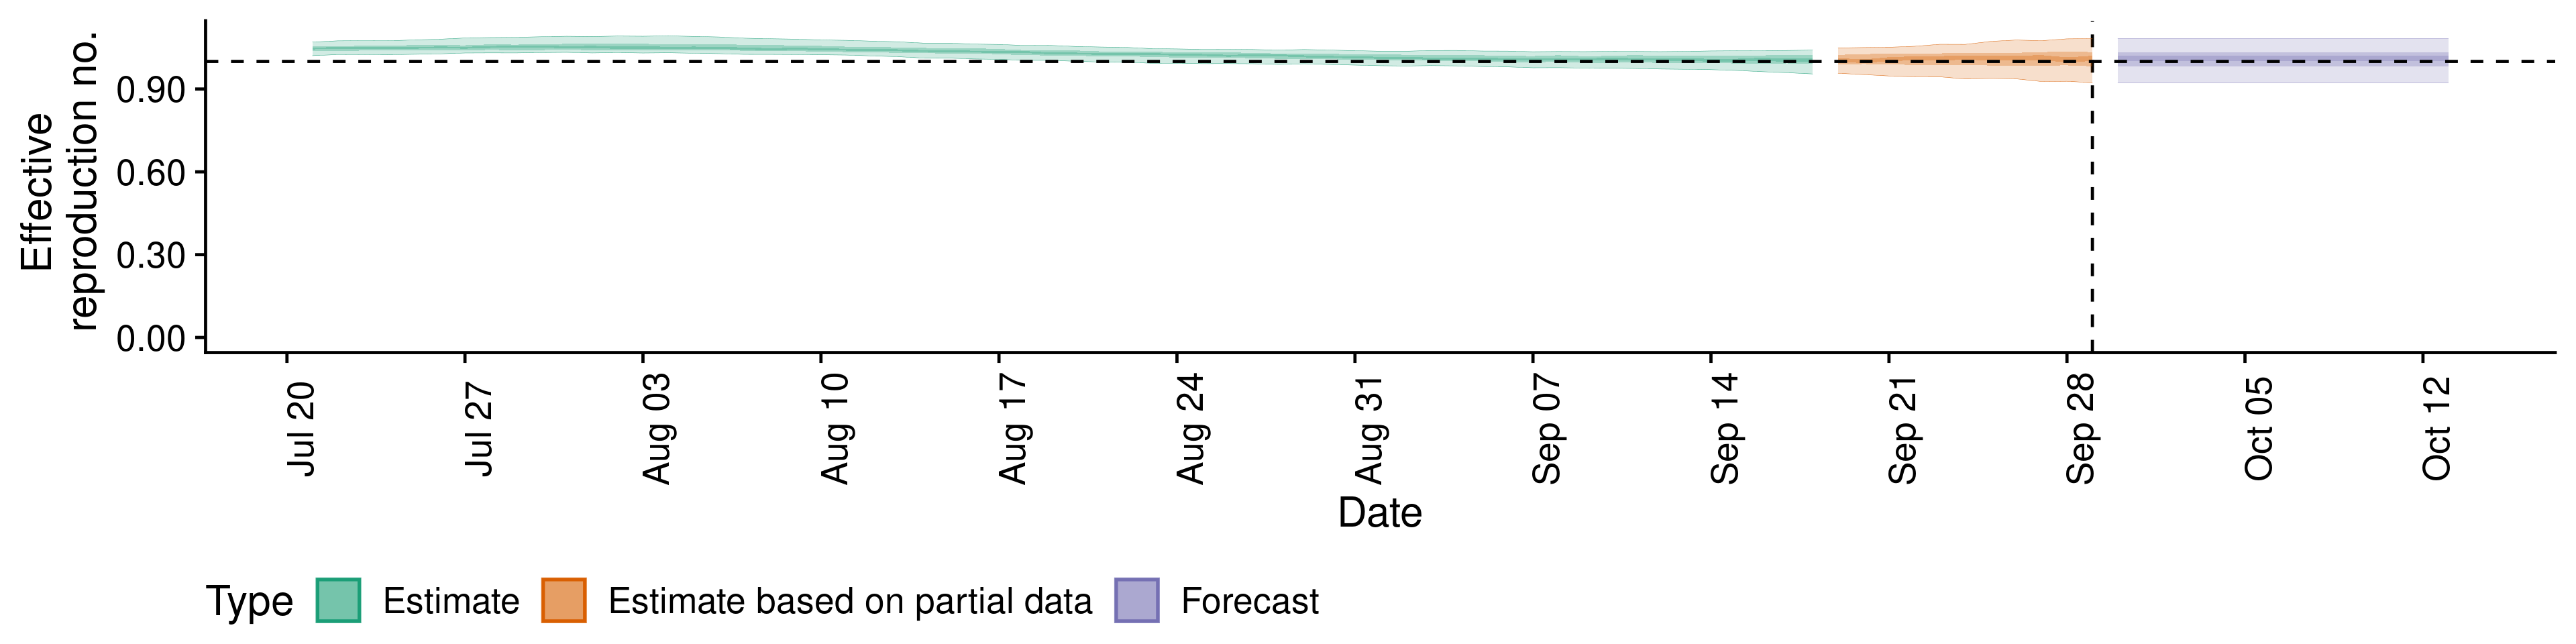 Effective
reproduction no.
0.90
0.60
0.30
0.00
Jul 20
Jul 27
Aug 03
Aug 10
Aug 17
Aug 24
Aug 31
Sep 07
Sep 14
Sep 21
Sep 28
Oct 05
Oct 12
Date
Type Estimate Estimate based on partial data Forecast